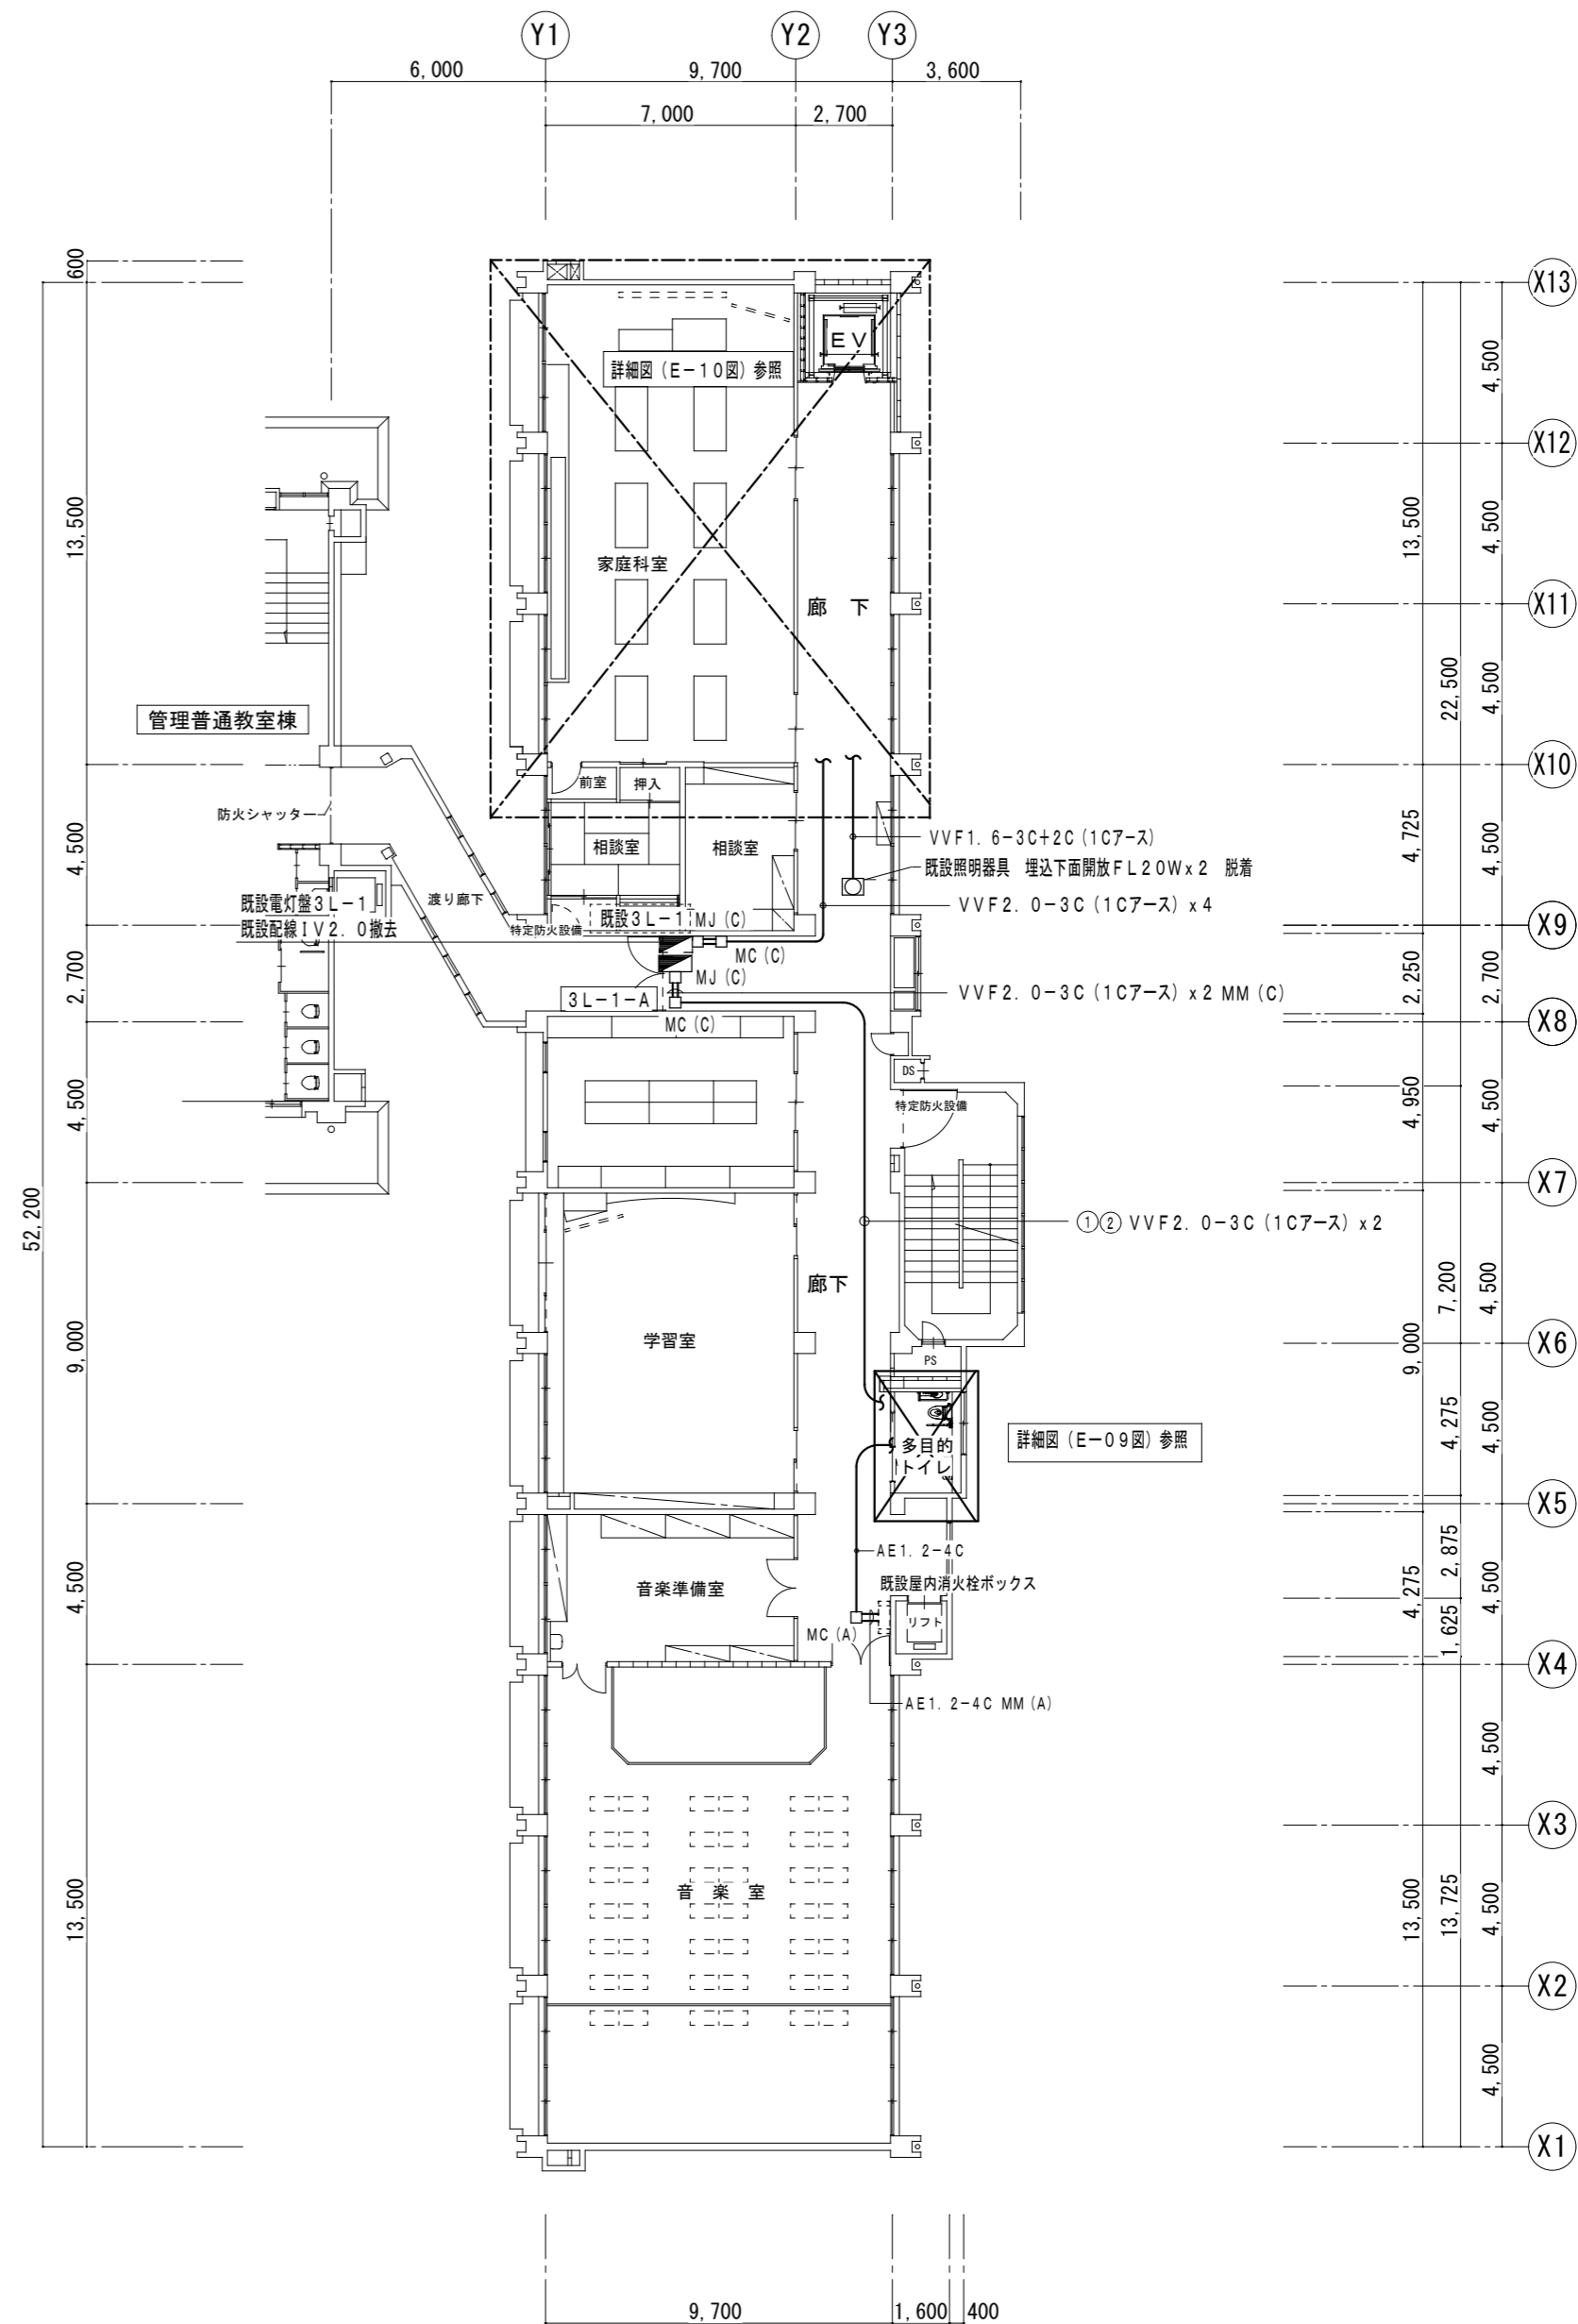 Y1
Y2
Y3
6,000
9,700
3,600
7,000
2,700
600
X13
EV
詳細図(E-10図)参照
4,500
X12
13,500
13,500
4,500
家庭科室
廊 下
X11
22,500
4,500
管理普通教室棟
X10
前室
押入
防火シャッター
相談室
相談室
VVF1.6-3C+2C(1Cアース)
4,500
4,725
4,500
既設照明器具 埋込下面開放FL20Wx2 脱着
既設電灯盤3L-1
渡り廊下
VVF2.0-3C(1Cアース)x4
既設配線IV2.0撤去
特定防火設備
既設3L-1
MJ(C)
X9
MC(C)
2,700
MJ(C)
2,250
2,700
3L-1-A
VVF2.0-3C(1Cアース)x2 MM(C)
MC(C)
X8
DS
4,500
特定防火設備
4,950
4,500
X7
52,200
①② VVF2.0-3C(1Cアース)x2
廊下
7,200
4,500
9,000
学習室
9,000
X6
PS
多目的
トイレ
詳細図(E-09図)参照
4,275
4,500
X5
AE1.2-4C
2,875
4,500
音楽準備室
既設屋内消火栓ボックス
4,275
4,500
リフト
1,625
MC(A)
X4
AE1.2-4C MM(A)
4,500
X3
音 楽 室
13,500
13,500
13,725
4,500
X2
4,500
X1
9,700
1,600
400